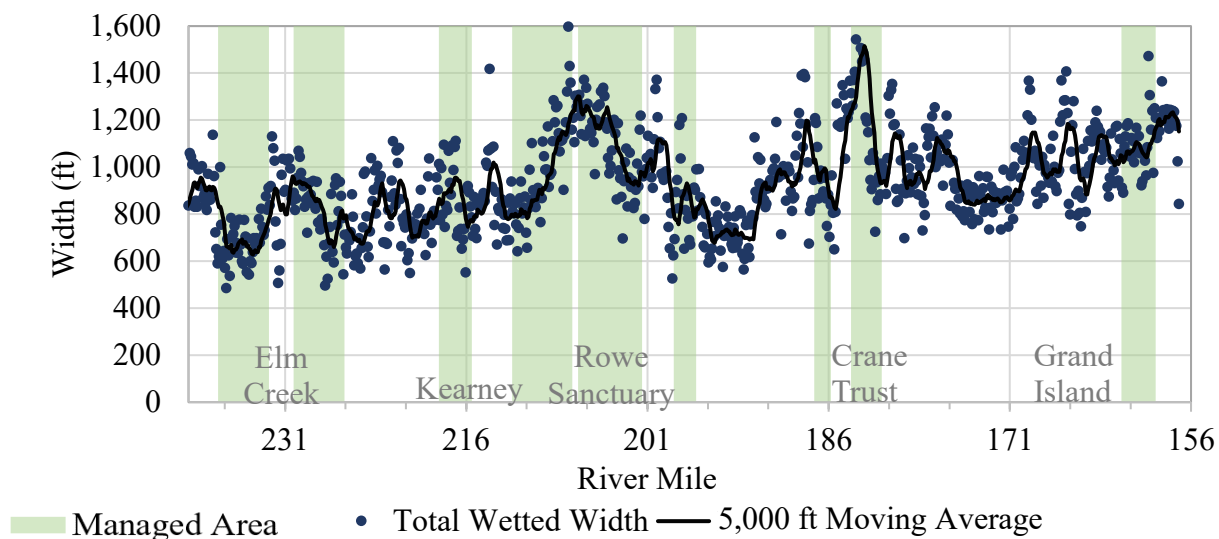 1,600
1,400
1,200
1,000
800
600
400
200
0
Width (ft)
Elm
Creek
Kearney
Rowe
Sanctuary
Crane
Trust
Grand
Island
231 216 201 186 171 156
River Mile
Managed Area Total Wetted Width 5,000 ft Moving Average